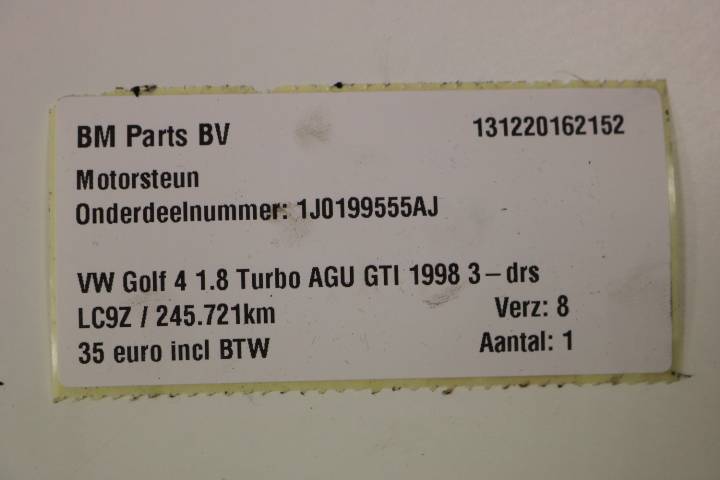 BM Parts BV 131220162152
Motorsteun
Onderdeelnummer: 1J0199555AJ
VW Golf 4 1.8 Turbo AGU GTI 1998 3-drs
LC9Z / 245.721km Verz: 8
35 euro incl BTW Aantal: 1